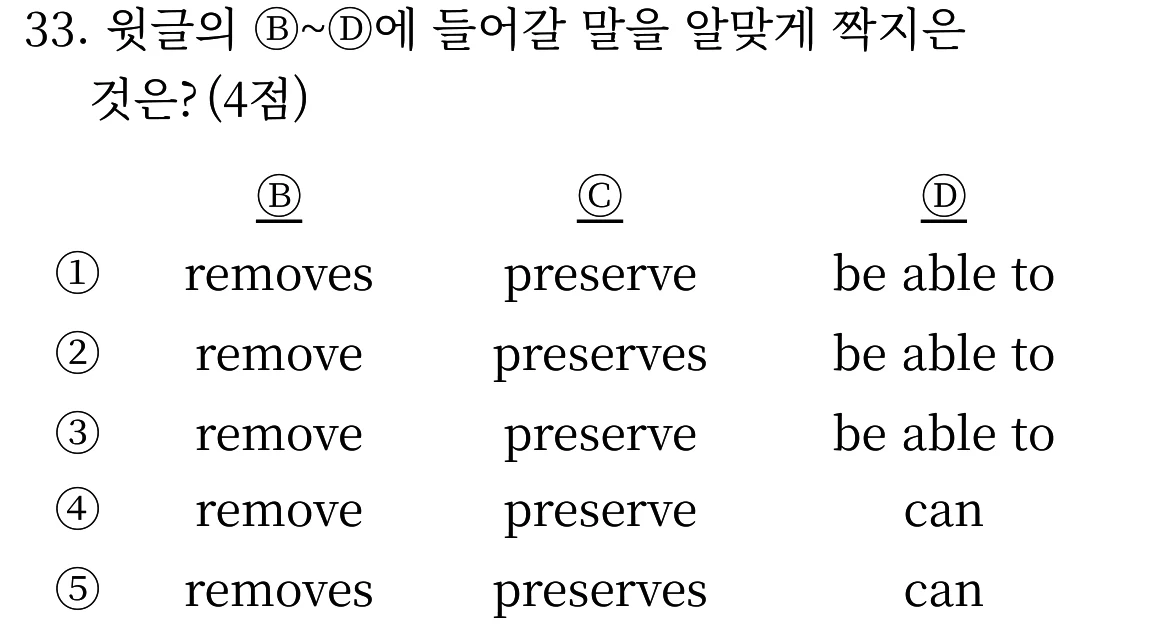 33. 윗글의 Ⓑ~Ⓓ에 들어갈 말을 알맞게 짝지은
것은? (4점)
Ⓑ Ⓒ Ⓓ
① removes preserve be able to
② remove preserves be able to
③ remove preserve be able to
④ remove preserve can
⑤ removes preserves can